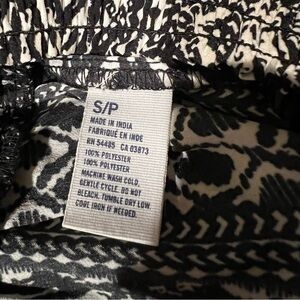 S/P
MADE IN INDIA
FABRIQUÉ EN INDE
RN 54485 CA 03873
100% POLYESTER
100% POLYESTER
MACHINE WASH COLD,
GENTLE CYCLE. DO NOT
BLEACH. TUMBLE DRY LOW.
COOL IRON IF NEEDED.